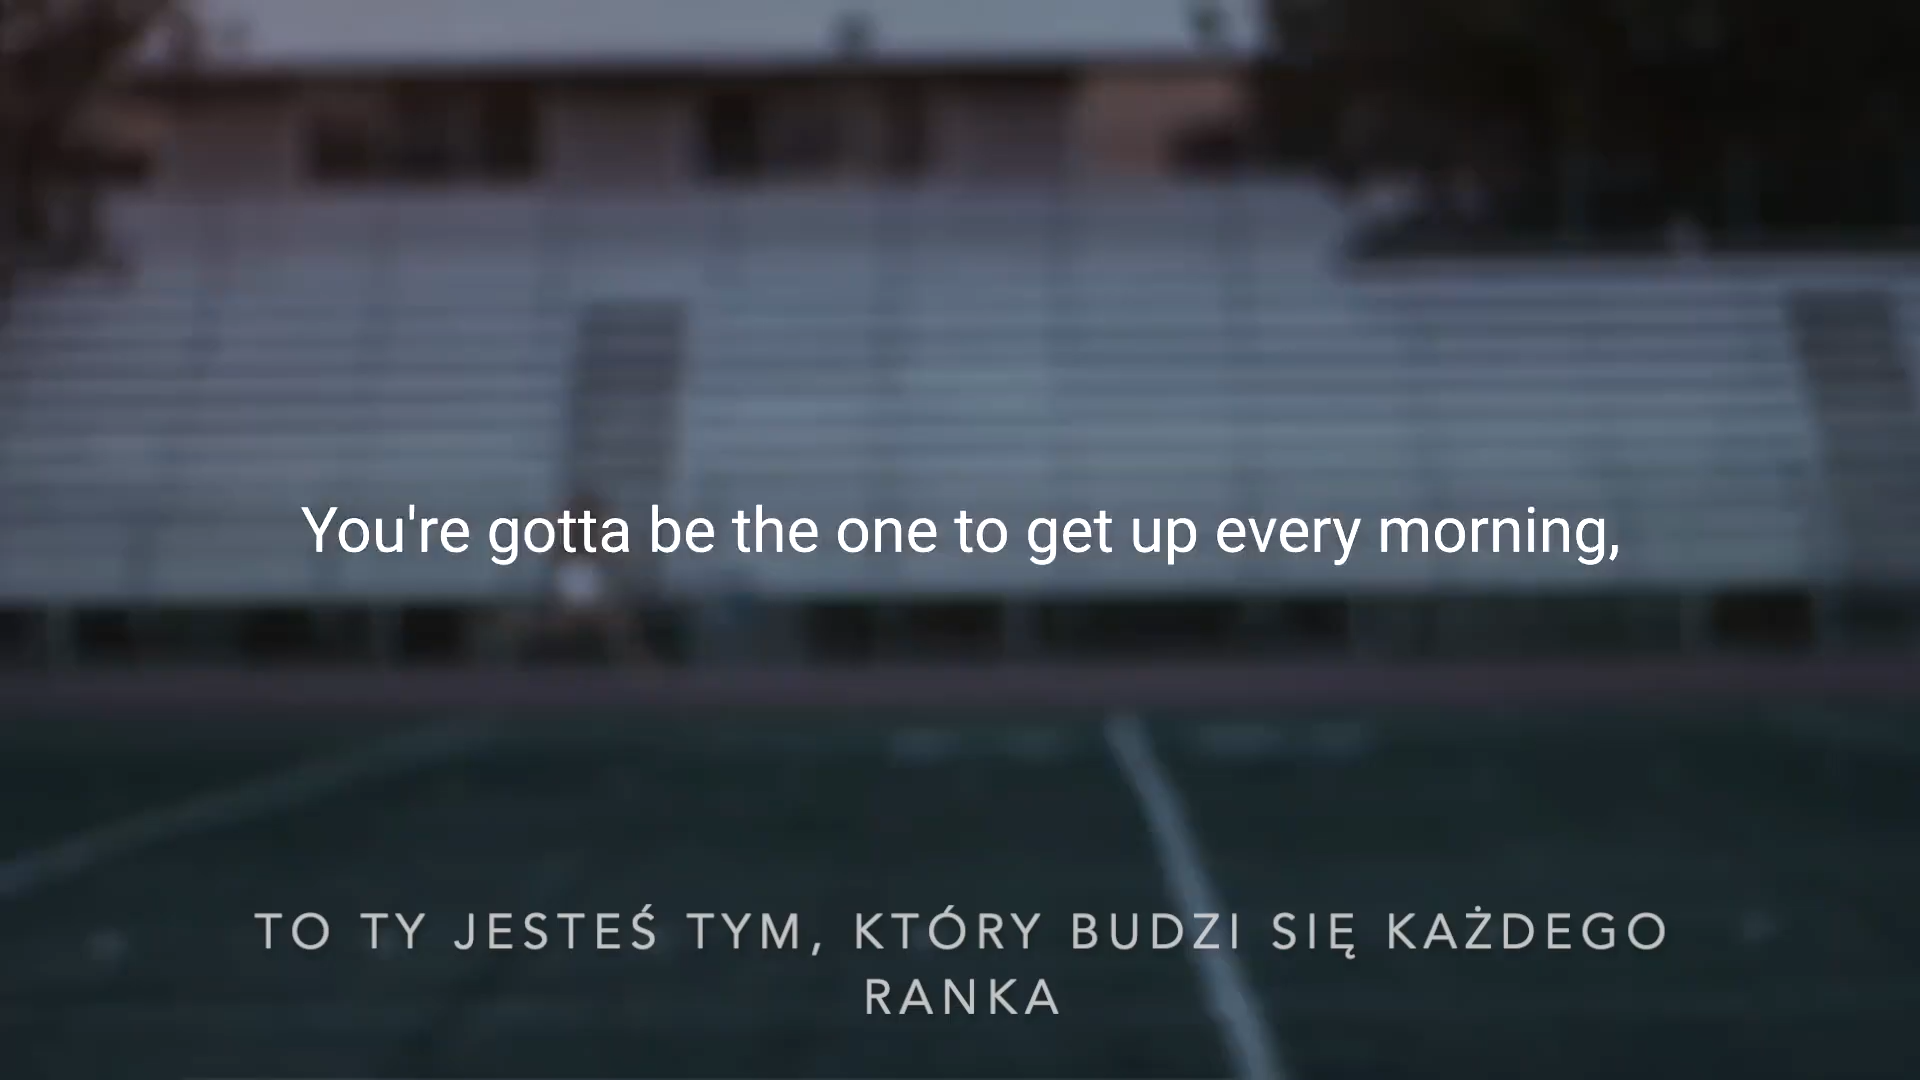 You're gotta be the one to get up every morning,
TO TY JESTEŚ TYM, KTÓRY BUDZI SIĘ KAŻDEGO
RANKA